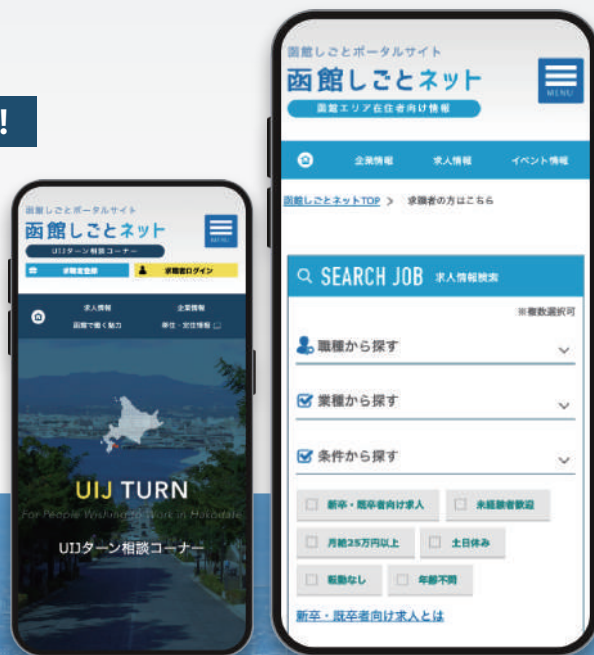 !
函館しごとポータルサイト
函館しごとネット
UIJターン相談コーナー
MENU
求職者登録
求職者ログイン
求人情報
企業情報
函館で働く魅力
移住・定住情報
UIJ TURN
For People Wishing to Work in Hakodate
UIJターン相談コーナー
函館しごとポータルサイト
函館しごとネット
函館エリア在住者向け情報
MENU
企業情報
求人情報
イベント情報
函館しごとネットTOP > 求職者の方はこちら
SEARCH JOB 求人情報検索
※複数選択可
職種から探す
業種から探す
条件から探す
新卒・既卒者向け求人
未経験者歓迎
月給25万円以上
土日休み
転勤なし
年齢不問
新卒・既卒者向け求人とは